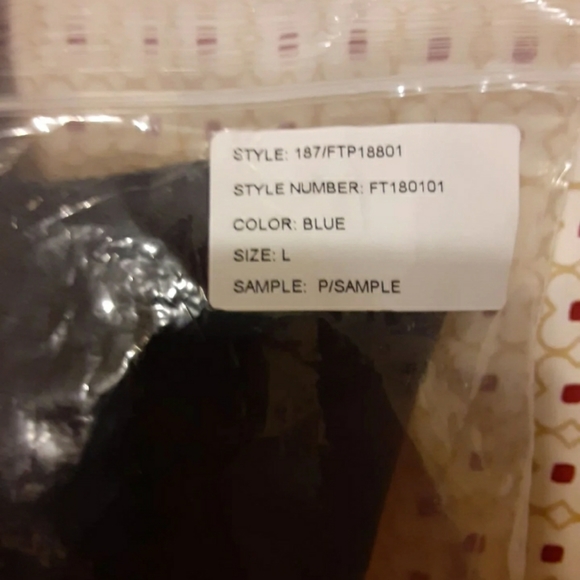 STYLE: 187/FTP18801
STYLE NUMBER: FT180101
COLOR: BLUE
SIZE: L
SAMPLE: P/SAMPLE